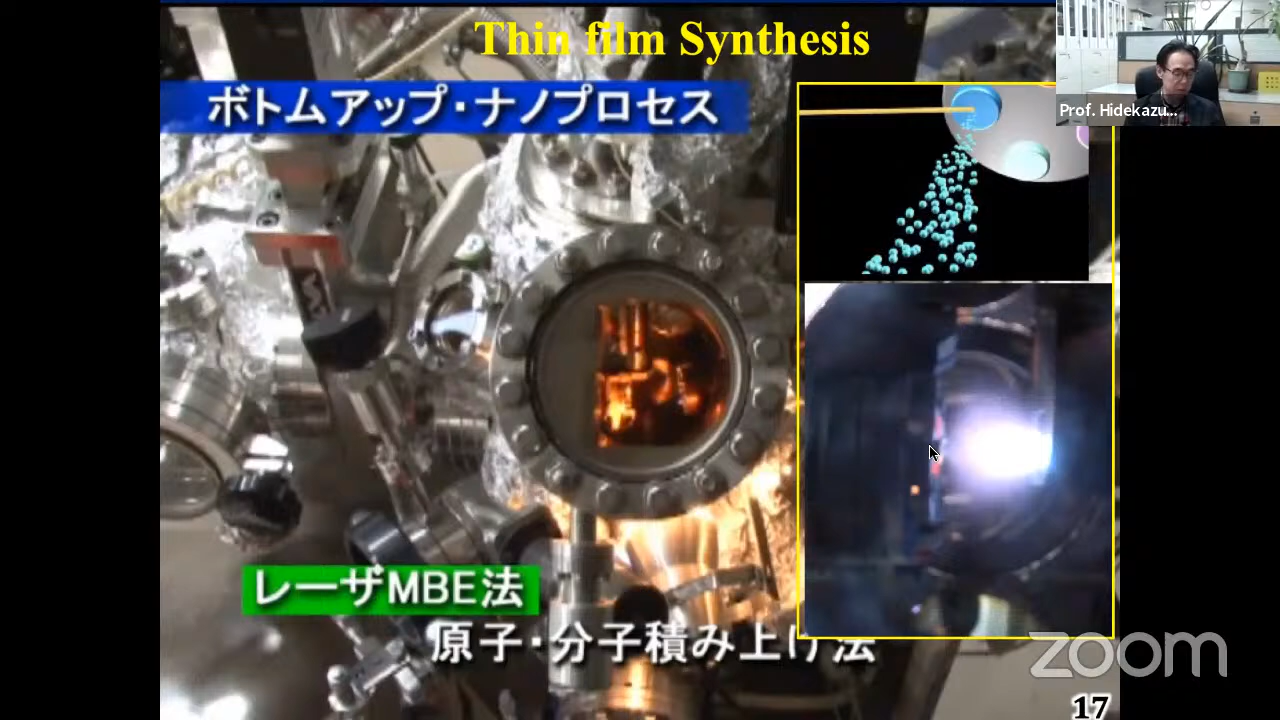 Thin film Synthesis
ボトムアップ・ナノプロセス
Prof. Hidekazu...
レーザMBE法
原子・分子積み上げ法
zoom
17